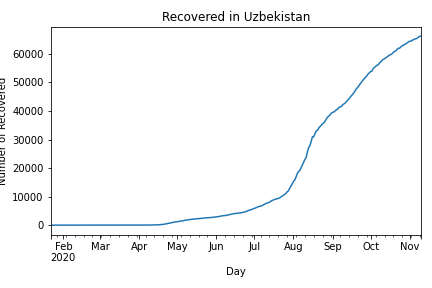 Recovered in Uzbekistan
Number of Recovered
60000
50000
40000
30000
20000
10000
0
Feb Mar Apr May Jun Jul Aug Sep Oct Nov
2020
Day